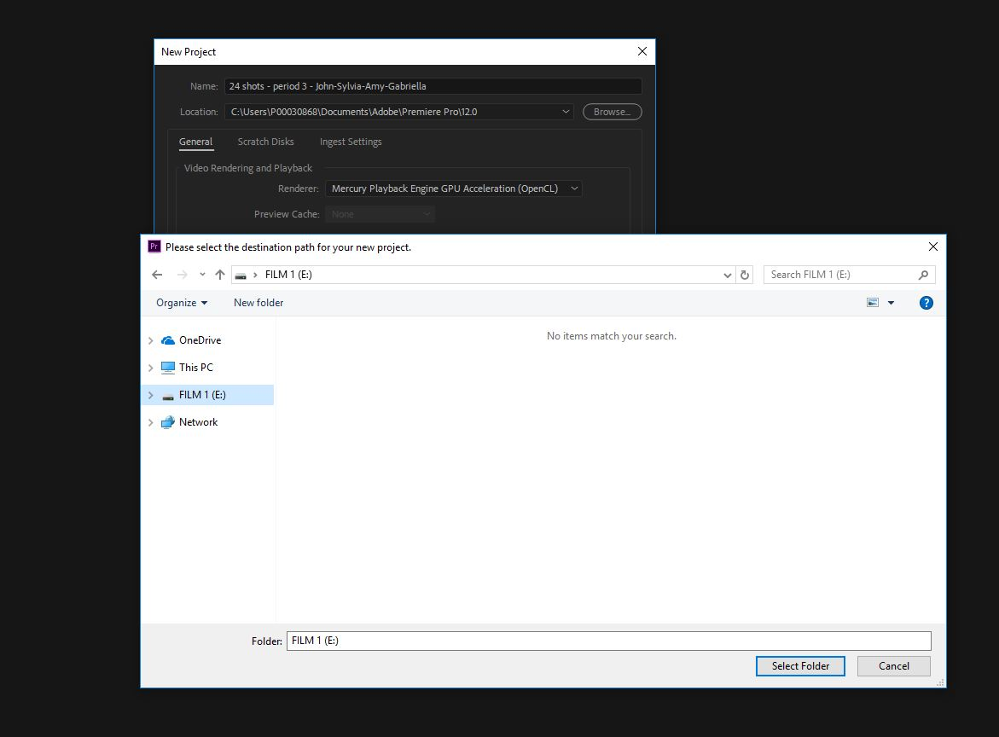 New Project
Name: 24 shots - period 3 - John-Sylvia-Amy-Gabriella
Location: C:\Users\P00030868\Documents\Adobe\Premiere Pro\12.0 Browse...
General Scratch Disks Ingest Settings
Video Rendering and Playback
Renderer: Mercury Playback Engine GPU Acceleration (OpenCL)
Preview Cache: None
Pr Please select the destination path for your new project.
FILM 1 (E:) Search FILM 1 (E:)
Organize New folder ?
No items match your search.
OneDrive
This PC
FILM 1 (E:)
Network
Folder: FILM 1 (E:)
Select Folder Cancel